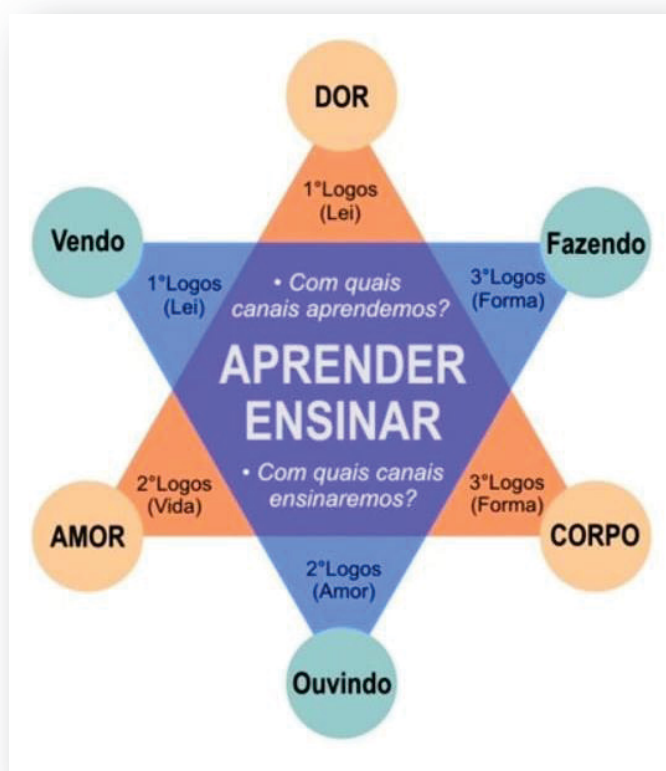 DOR
1°Logos
(Lei)
Vendo
Fazendo
1°Logos
(Lei)
3°Logos
(Forma)
• Com quais
canais aprendemos?
APRENDER
ENSINAR
• Com quais canais
ensinaremos?
2°Logos
(Vida)
3°Logos
(Forma)
AMOR
CORPO
2°Logos
(Amor)
Ouvindo